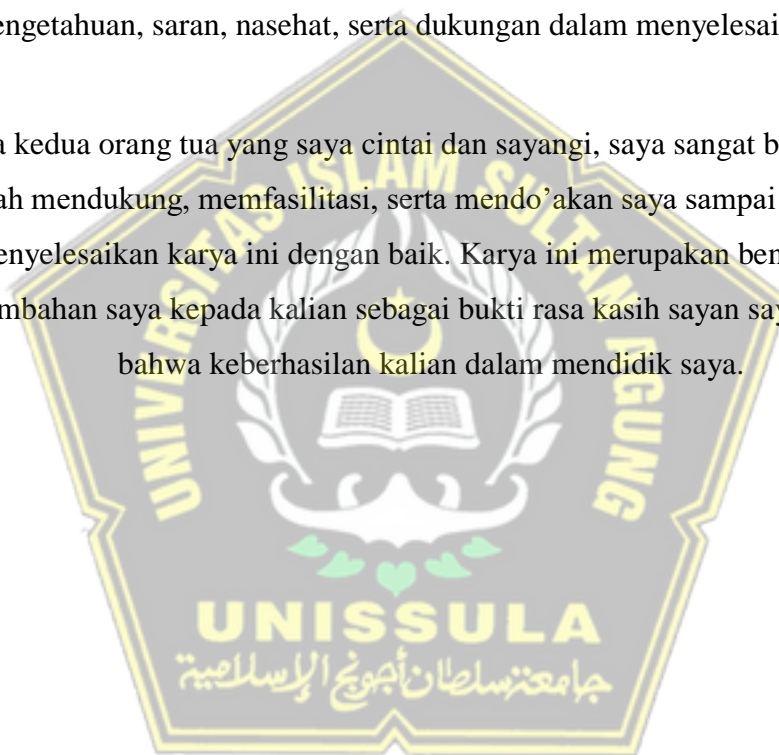 engetahuan, saran, nasehat, serta dukungan dalam menyelesai
a kedua orang tua yang saya cintai dan sayangi, saya sangat b
ah mendukung, memfasilitasi, serta mendo’akan saya sampai
enyelesaikan karya ini dengan baik. Karya ini merupakan ben
mbahan saya kepada kalian sebagai bukti rasa kasih sayan say
bahwa keberhasilan kalian dalam mendidik saya.
UNIVERSITAS ISLAM SULTAN AGUNG
UNISSULA
جامعة سلطان أجونج الإسلامية